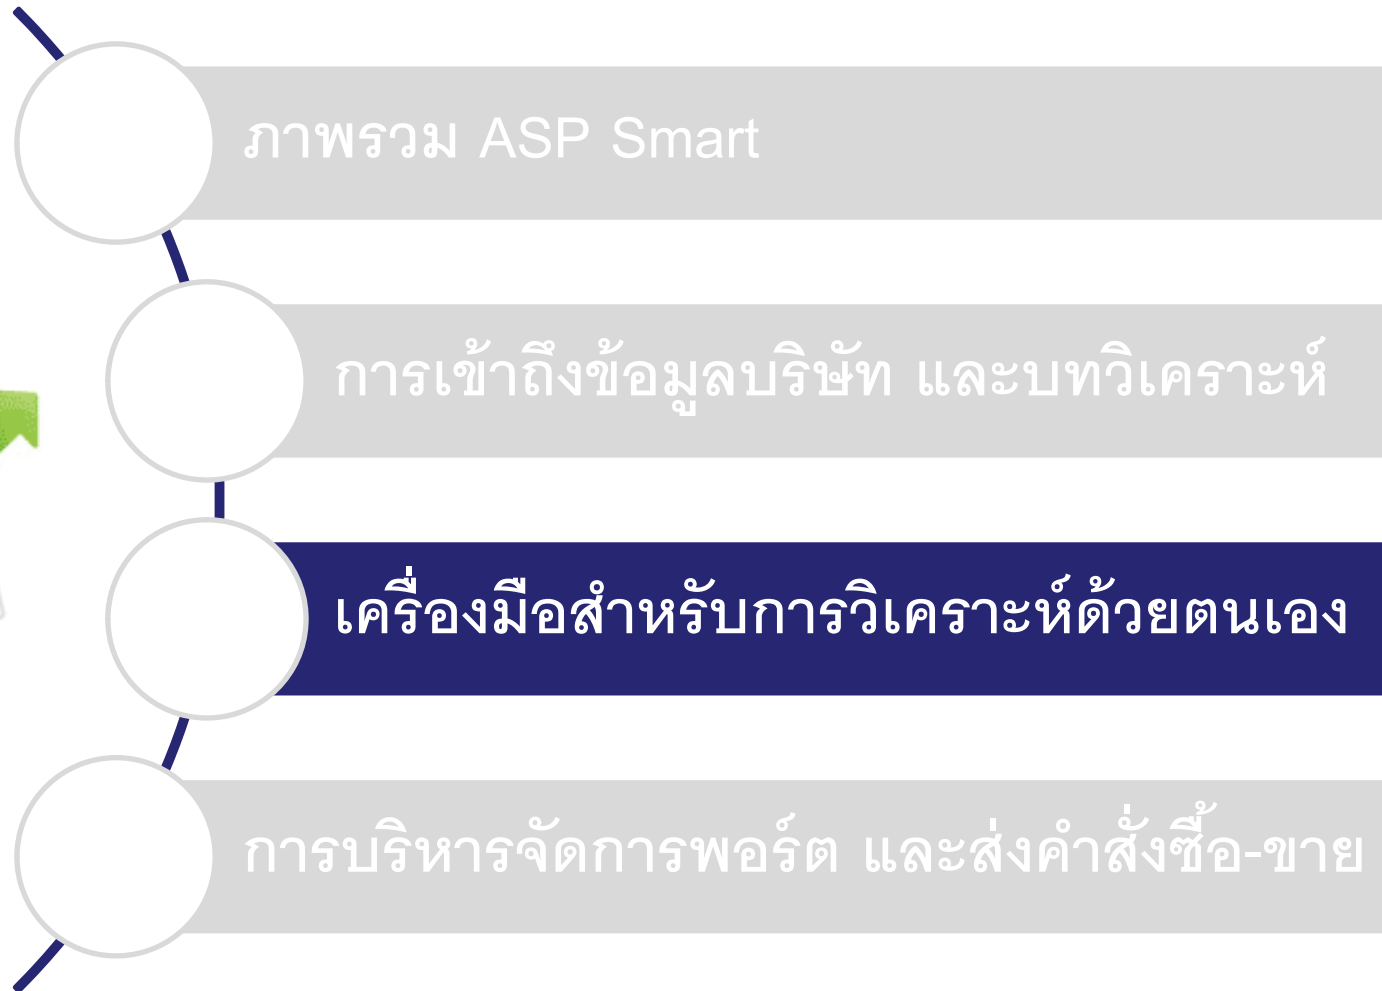 ภาพรวม ASP Smart
การเข้าถึงข้อมูลบริษัท และบทวิเคราะห์
เครื่องมือสำหรับการวิเคราะห์ด้วยตนเอง
การบริหารจัดการพอร์ต และส่งคำสั่งซื้อ-ขาย